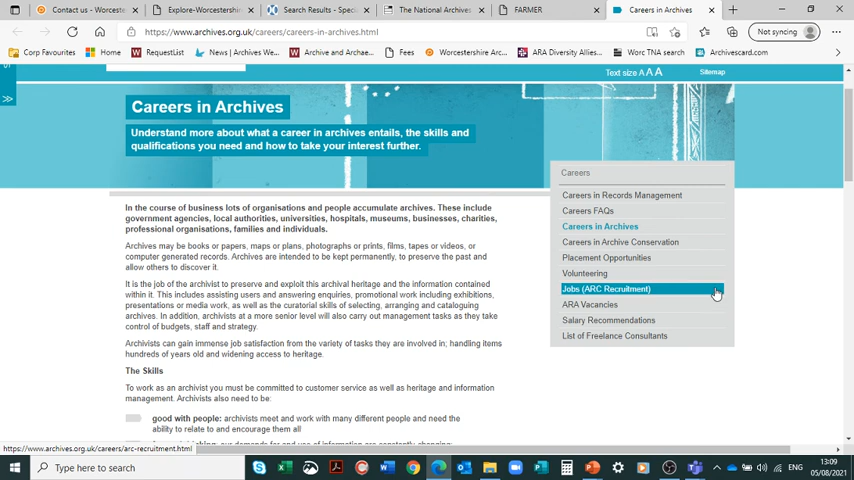 Contact us - Worceste
Explore-Worcestershir
Search Results - Speci
The National Archives
FARMER
Careers in Archives
https://www.archives.org.uk/careers/careers-in-archives.html
Not syncing
Corp Favourites
Home
RequestList
News | Archives We...
Archive and Archae...
Fees
Worcestershire Arc...
ARA Diversity Allies...
Worc TNA search
Archivescard.com
Text size A A A
Sitemap
Careers in Archives
Understand more about what a career in archives entails, the skills and
qualifications you need and how to take your interest further.
Careers
Careers in Records Management
Careers FAQs
Careers in Archives
Careers in Archive Conservation
Placement Opportunities
Volunteering
Jobs (ARC Recruitment)
ARA Vacancies
Salary Recommendations
List of Freelance Consultants
In the course of business lots of organisations and people accumulate archives. These include
government agencies, local authorities, universities, hospitals, museums, businesses, charities,
professional organisations, families and individuals.
Archives may be books or papers, maps or plans, photographs or prints, films, tapes or videos, or
computer generated records. Archives are intended to be kept permanently, to preserve the past and
allow others to discover it.
It is the job of the archivist to preserve and exploit this archival heritage and the information contained
within it. This includes assisting users and answering enquiries, promotional work including exhibitions,
presentations or media work, as well as the curatorial skills of selecting, arranging and cataloguing
archives. In addition, archivists at a more senior level will also carry out management tasks as they take
control of budgets, staff and strategy.
Archivists can gain immense job satisfaction from the variety of tasks they are involved in; handling items
hundreds of years old and widening access to heritage.
The Skills
To work as an archivist you must be committed to customer service as well as heritage and information
management. Archivists also need to be:
good with people: archivists meet and work with many different people and need the
ability to relate to and encourage them all
https://www.archives.org.uk/careers/arc-recruitment.html
Type here to search
ENG
13:09
05/08/2021